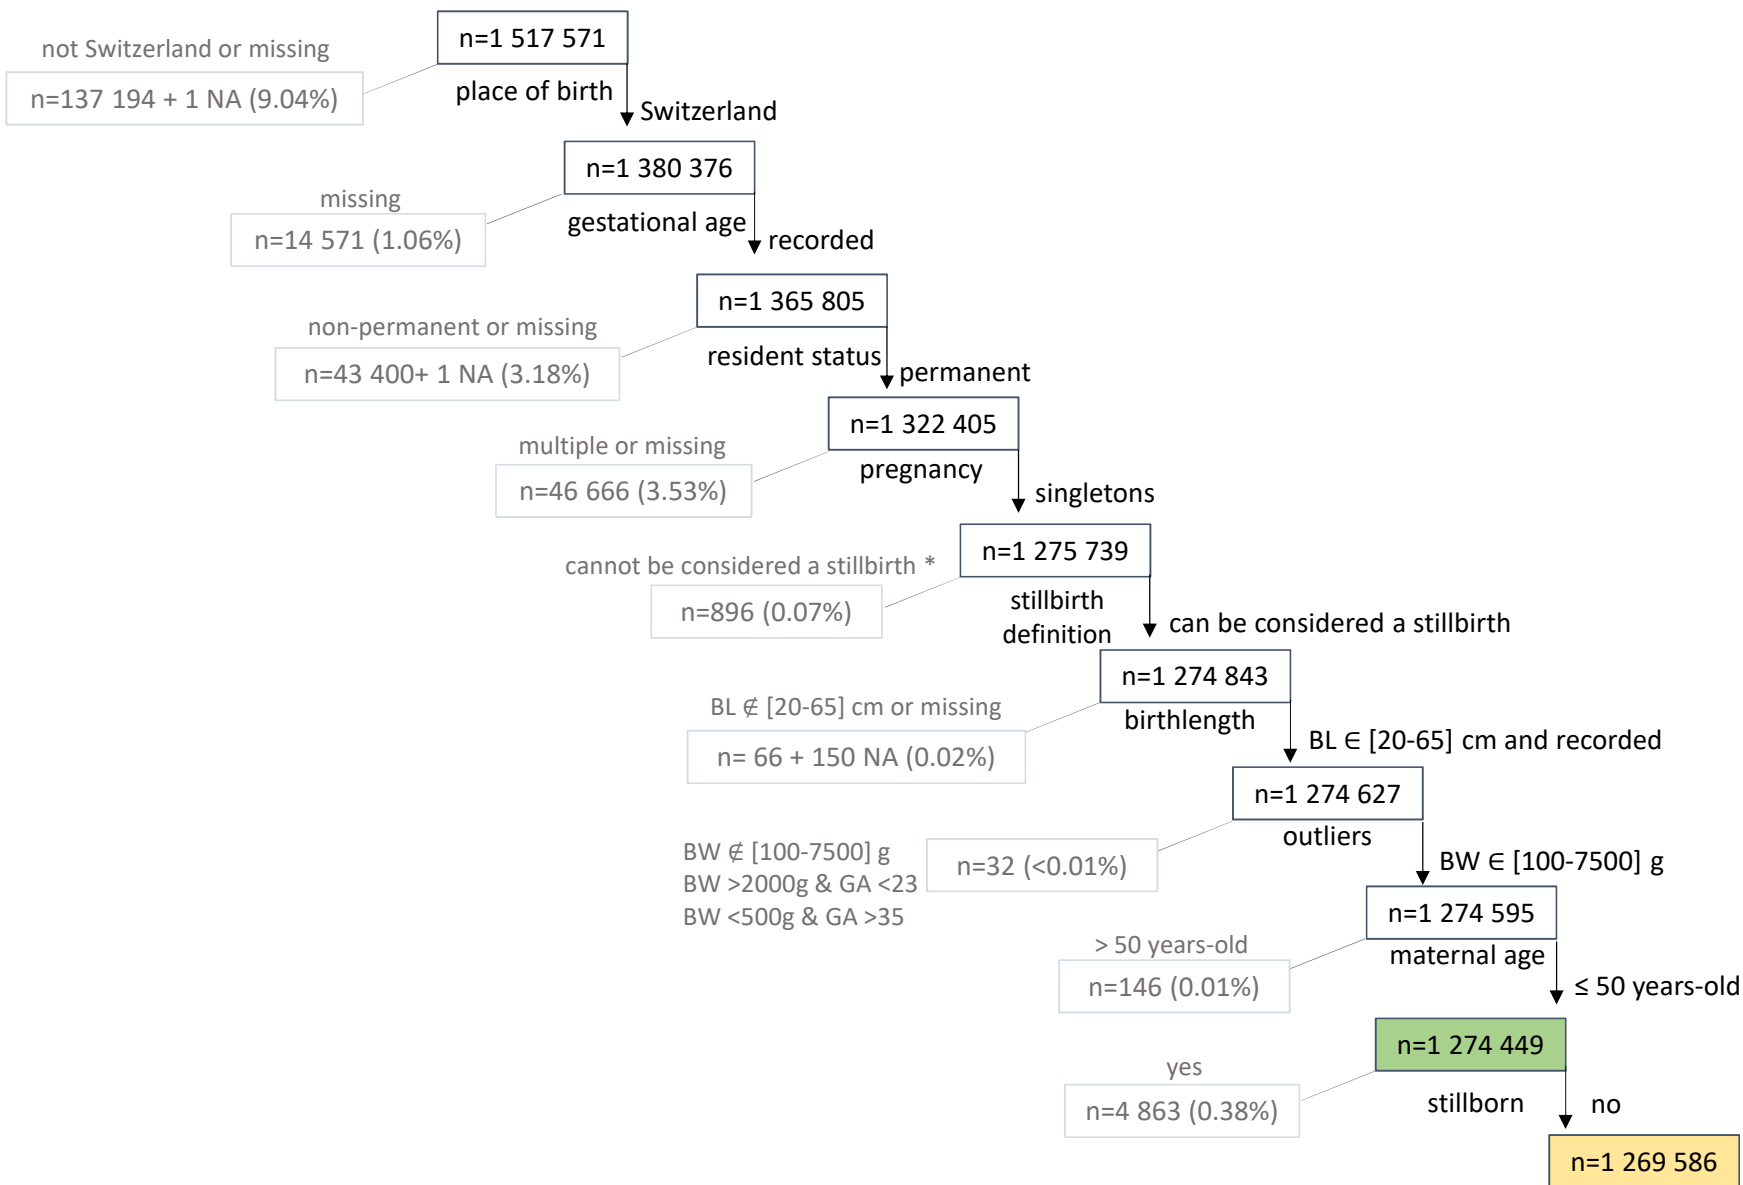 n=1 517 571
not Switzerland or missing
n=137 194 + 1 NA (9.04%)
place of birth
Switzerland
n=1 380 376
missing
n=14 571 (1.06%)
gestational age
recorded
n=1 365 805
non-permanent or missing
n=43 400+ 1 NA (3.18%)
resident status
permanent
n=1 322 405
multiple or missing
n=46 666 (3.53%)
pregnancy
singletons
n=1 275 739
cannot be considered a stillbirth *
n=896 (0.07%)
stillbirth
definition
can be considered a stillbirth
n=1 274 843
BL ∉ [20-65] cm or missing
n= 66 + 150 NA (0.02%)
birthlength
BL ∈ [20-65] cm and recorded
n=1 274 627
outliers
BW ∉ [100-7500] g
BW >2000g & GA <23
BW <500g & GA >35
n=32 (<0.01%)
BW ∈ [100-7500] g
n=1 274 595
> 50 years-old
n=146 (0.01%)
maternal age
≤ 50 years-old
n=1 274 449
yes
n=4 863 (0.38%)
stillborn
no
n=1 269 586